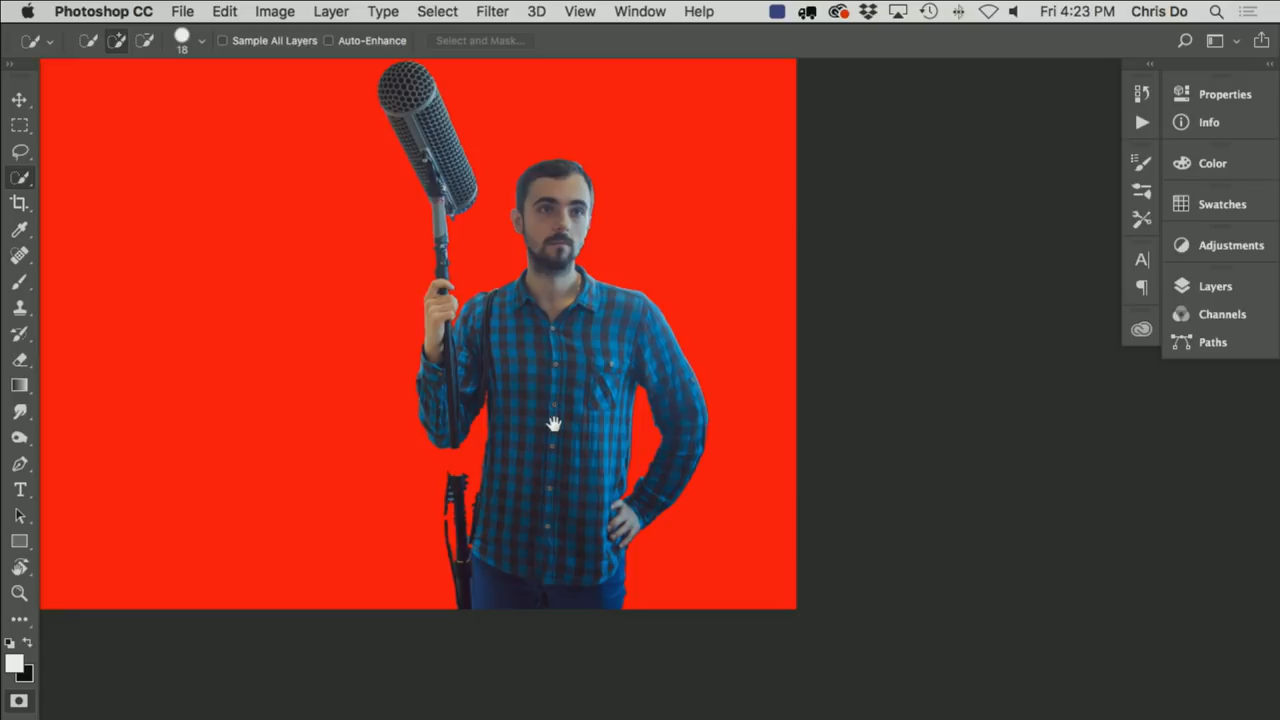 Photoshop CC File Edit Image Layer Type Select Filter 3D View Window Help Fri 4:23 PM Chris Do
18 Sample All Layers Auto-Enhance Select and Mask...
Properties
Info
Color
Swatches
Adjustments
Layers
Channels
Paths